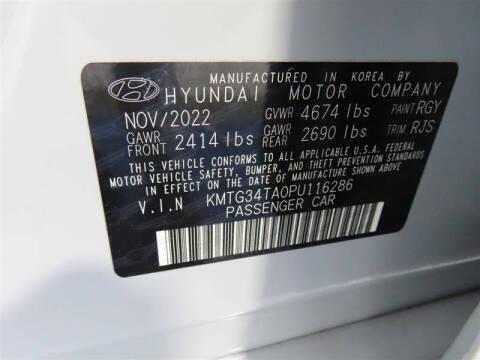 MANUFACTURED IN KOREA BY
HYUNDAI MOTOR COMPANY
NOV/2022 GVWR 4674 lbs PAINT RGY
GAWR FRONT 2414 lbs GAWR REAR 2690 lbs TRIM RJS
THIS VEHICLE CONFORMS TO ALL APPLICABLE U.S.A. FEDERAL
MOTOR VEHICLE SAFETY, BUMPER, AND THEFT PREVENTION
STANDARDS IN EFFECT ON THE DATE OF MANUFACTURE SHOWN ABOVE.
V.I.N KMTG34TA0PU116286
PASSENGER CAR